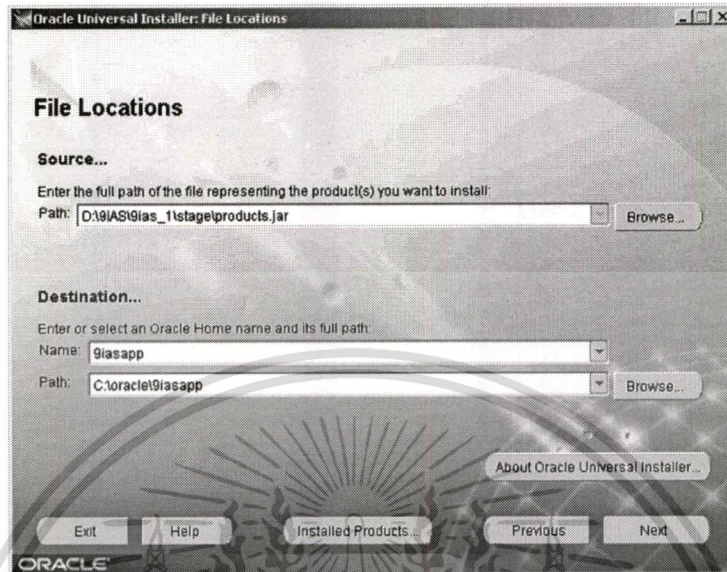 Oracle Universal Installer: File Locations
File Locations
Source...
Enter the full path of the file representing the product(s) you want to install:
Path: D:\9iAS\9ias_1\stage\products.jar Browse...
Destination...
Enter or select an Oracle Home name and its full path:
Name: 9iasapp
Path: C:\oracle\9iasapp Browse...
About Oracle Universal Installer...
Exit Help Installed Products... Previous Next
ORACLE